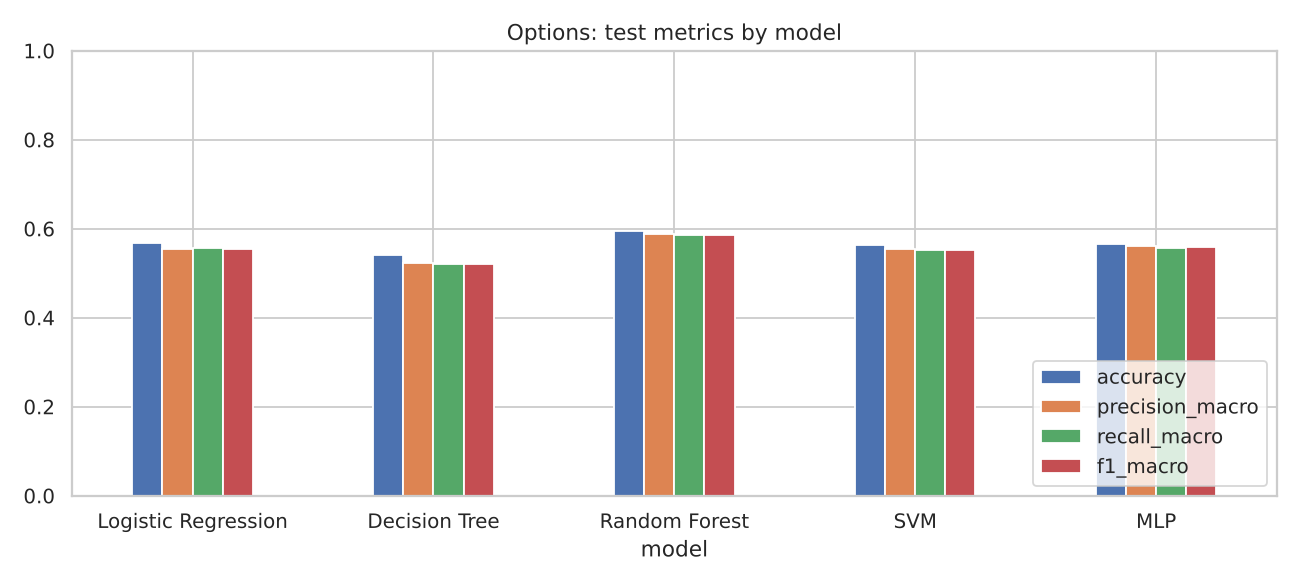 Options: test metrics by model
1.0
0.8
0.6
0.4
0.2
0.0
accuracy
precision_macro
recall_macro
f1_macro
Logistic Regression Decision Tree Random Forest SVM MLP
model